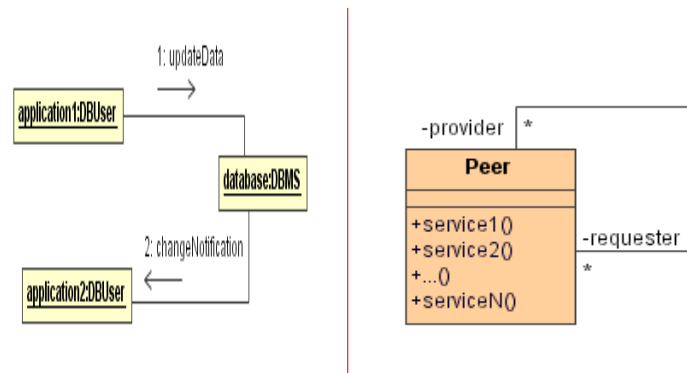 1: updateData
application1:DBUser
database:DBMS
2: changeNotification
application2:DBUser
-provider
*
Peer
+service1()
+service2()
+...()
+serviceN()
-requester
*